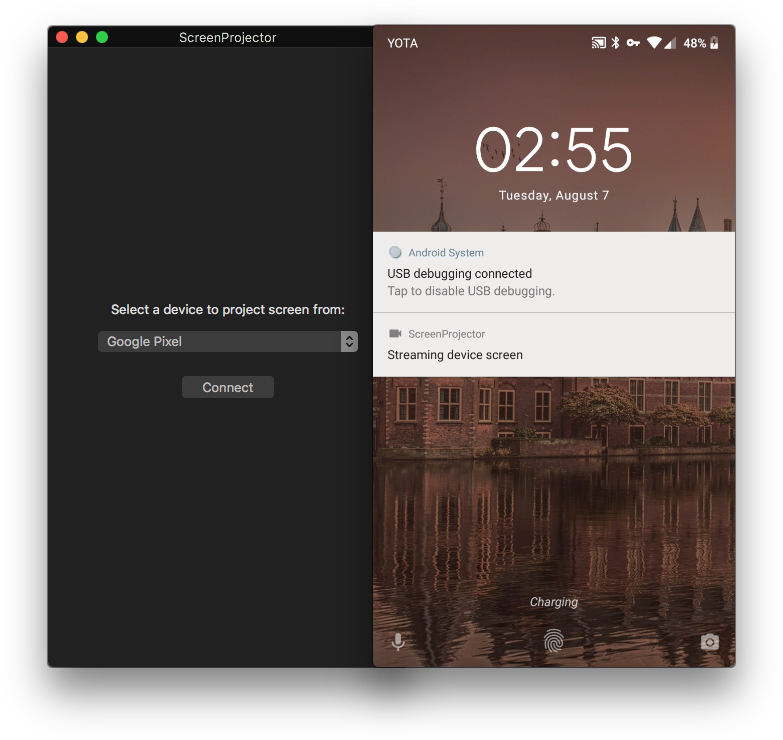 ScreenProjector
Select a device to project screen from:
Google Pixel
Connect
YOTA
48%
02:55
Tuesday, August 7
Android System
USB debugging connected
Tap to disable USB debugging.
ScreenProjector
Streaming device screen
Charging